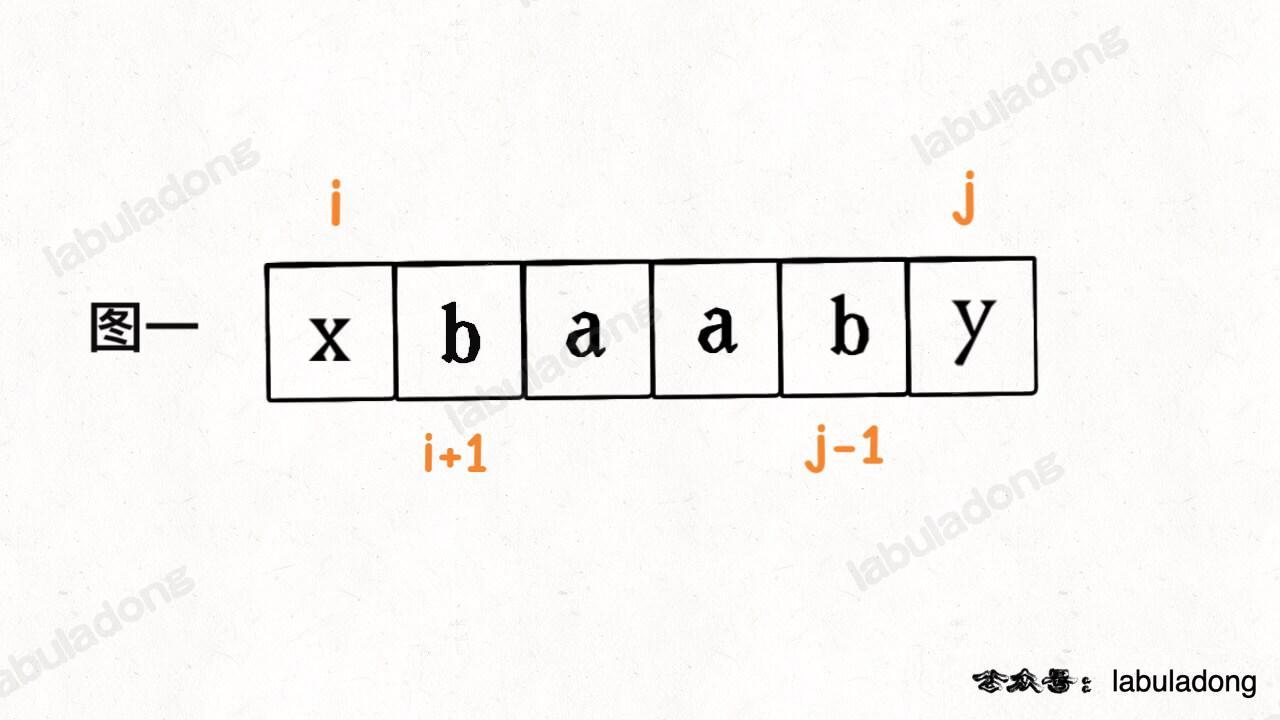 labuladong
labuladong
i
j
图一
x b a a b y
labuladong
i+1
j-1
labuladong
labuladong
公众号：labuladong